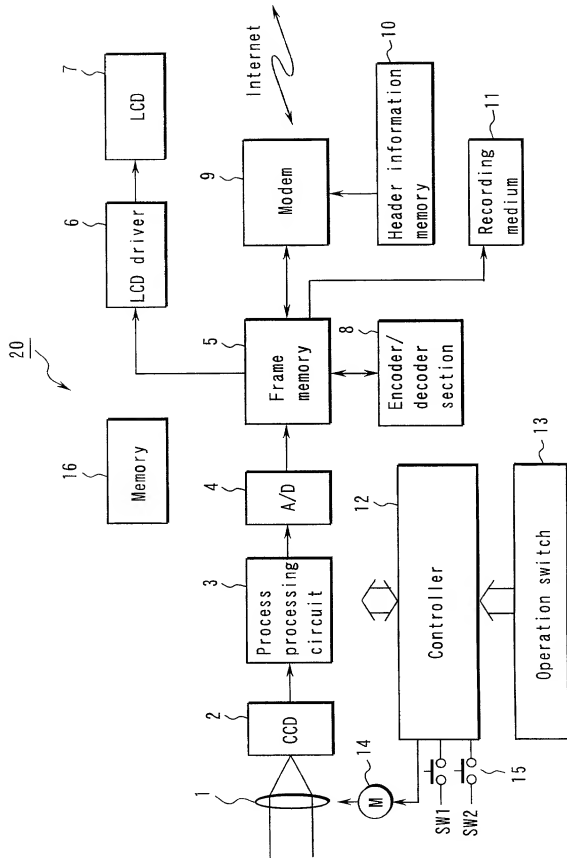 20
7
LCD
6
LCD driver
Internet
9
Modem
10
Header information
memory
11
Recording
medium
5
Frame
memory
8
Encoder/
decoder
section
16
Memory
4
A/D
3
Process
processing
circuit
2
CCD
1
14
M
12
Controller
13
Operation switch
SW1
SW2
15